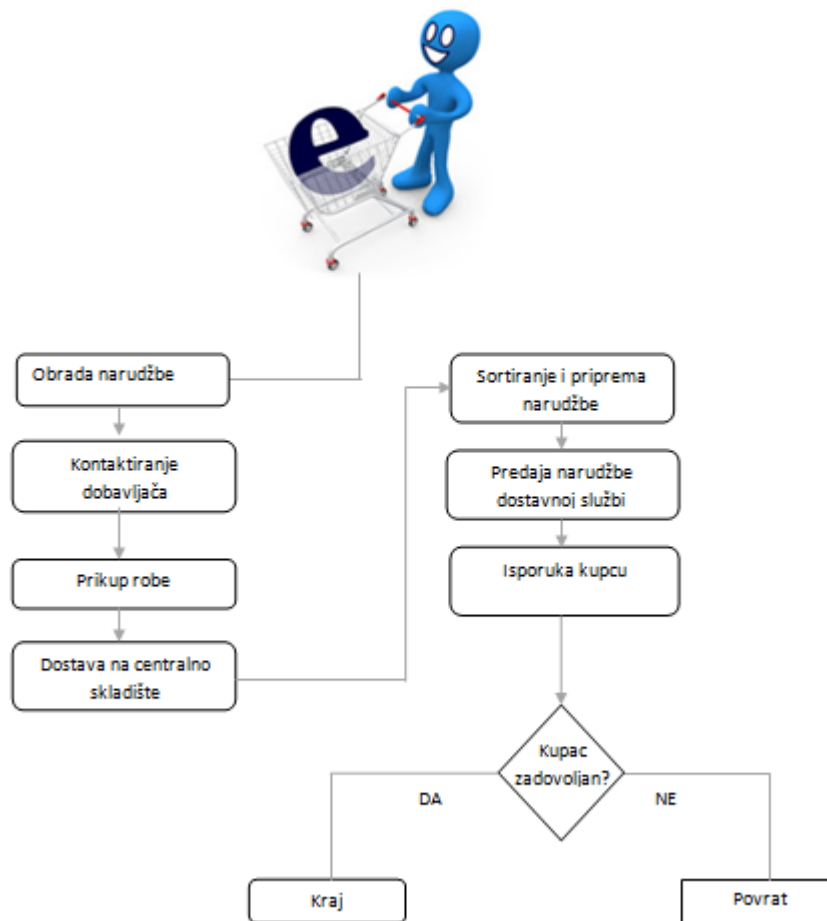 e
Obrada narudžbe
Kontaktiranje
dobavljača
Prikup robe
Dostava na centralno
skladište
Sortiranje i priprema
narudžbe
Predaja narudžbe
dostavnoj službi
Isporuka kupcu
Kupac
zadovoljan?
DA
NE
Kraj
Povrat